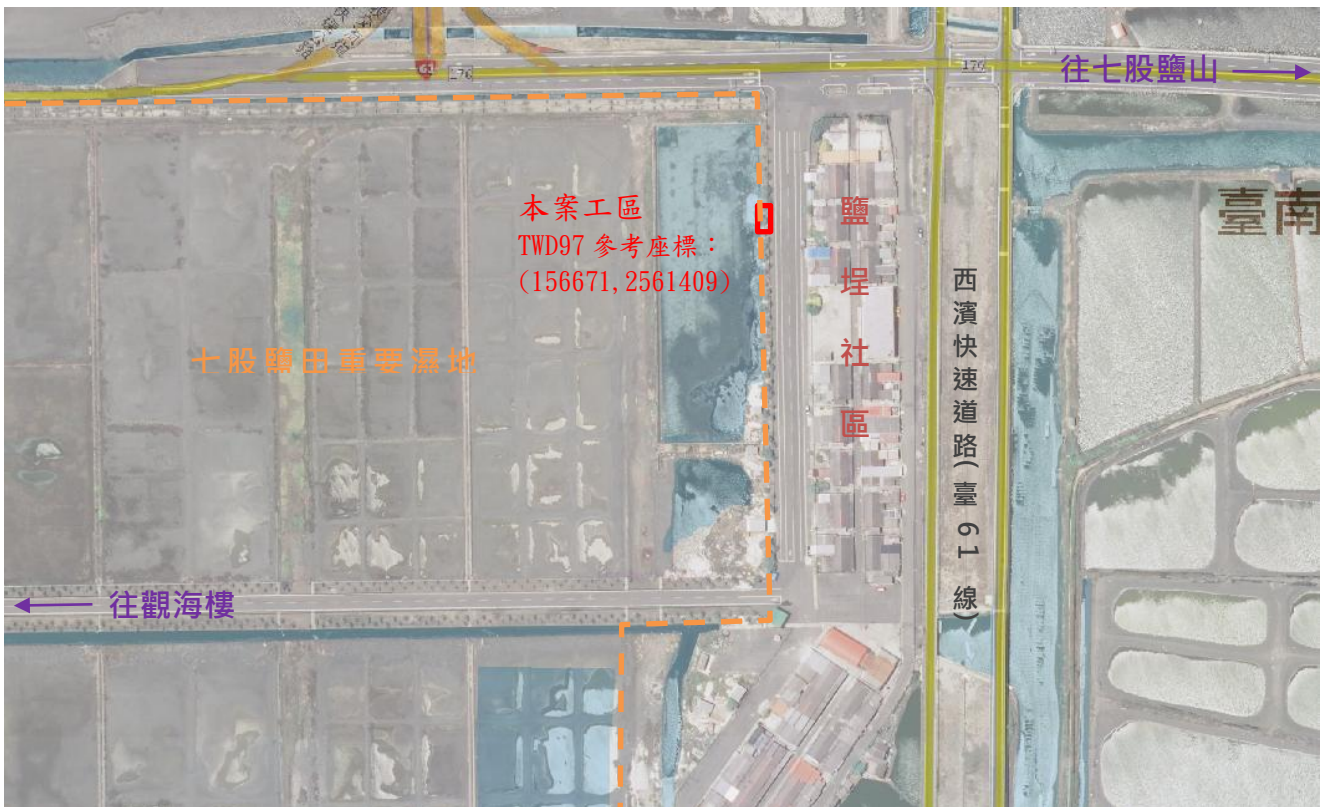 176
176
往七股鹽山
臺南
本案工區
TWD97 參考座標：
(156671,2561409)
鹽埕社區
西濱快速道路(臺 61 線)
七股鹽田重要濕地
往觀海樓